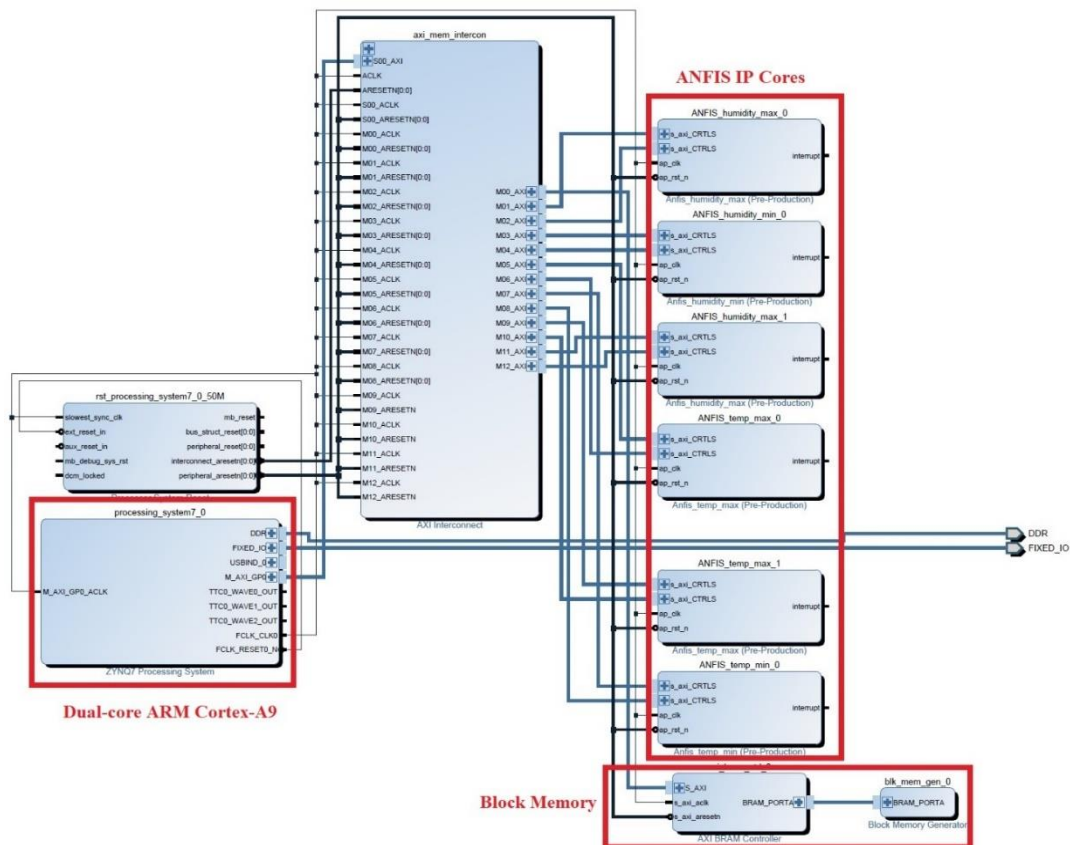 axi_mem_intercon
S00_AXI
ACLK
ARESETN[0:0]
S00_ACLK
S00_ARESETN[0:0]
M00_ACLK
M00_ARESETN[0:0]
M01_ACLK
M01_ARESETN[0:0]
M02_ACLK
M02_ARESETN[0:0]
M03_ACLK
M03_ARESETN[0:0]
M04_ACLK
M04_ARESETN[0:0]
M05_ACLK
M05_ARESETN[0:0]
M06_ACLK
M06_ARESETN[0:0]
M07_ACLK
M07_ARESETN[0:0]
M08_ACLK
M08_ARESETN[0:0]
M09_ACLK
M09_ARESETN
M10_ACLK
M10_ARESETN
M11_ACLK
M11_ARESETN
M12_ACLK
M12_ARESETN
M00_AXI
M01_AXI
M02_AXI
M03_AXI
M04_AXI
M05_AXI
M06_AXI
M07_AXI
M08_AXI
M09_AXI
M10_AXI
M11_AXI
M12_AXI
AXI Interconnect
ANFIS IP Cores
ANFIS_humidity_max_0
s_axi_CRTLS
s_axi_CTRLS
ap_clk
ap_rst_n
interrupt
Anfis_humidity_max (Pre-Production)
ANFIS_humidity_min_0
s_axi_CRTLS
s_axi_CTRLS
ap_clk
ap_rst_n
interrupt
Anfis_humidity_min (Pre-Production)
ANFIS_humidity_max_1
s_axi_CRTLS
s_axi_CTRLS
ap_clk
ap_rst_n
interrupt
Anfis_humidity_max (Pre-Production)
ANFIS_temp_max_0
s_axi_CRTLS
s_axi_CTRLS
ap_clk
ap_rst_n
interrupt
Anfis_temp_max (Pre-Production)
ANFIS_temp_max_1
s_axi_CRTLS
s_axi_CTRLS
ap_clk
ap_rst_n
interrupt
Anfis_temp_max (Pre-Production)
ANFIS_temp_min_0
s_axi_CRTLS
s_axi_CTRLS
ap_clk
ap_rst_n
interrupt
Anfis_temp_min (Pre-Production)
rst_processing_system7_0_50M
slowest_sync_clk
ext_reset_in
aux_reset_in
mb_debug_sys_rst
dcm_locked
mb_reset
bus_struct_reset[0:0]
peripheral_reset[0:0]
interconnect_aresetn[0:0]
peripheral_aresetn[0:0]
Processor System Reset
processing_system7_0
M_AXI_GP0_ACLK
DDR
FIXED_IO
USBIND_0
M_AXI_GP0
TTC0_WAVE0_OUT
TTC0_WAVE1_OUT
TTC0_WAVE2_OUT
FCLK_CLK0
FCLK_RESET0_N
ZYNQ7 Processing System
Dual-core ARM Cortex-A9
DDR
FIXED_IO
Block Memory
S_AXI
s_axi_aclk
s_axi_aresetn
BRAM_PORTA
AXI BRAM Controller
blk_mem_gen_0
BRAM_PORTA
Block Memory Generator